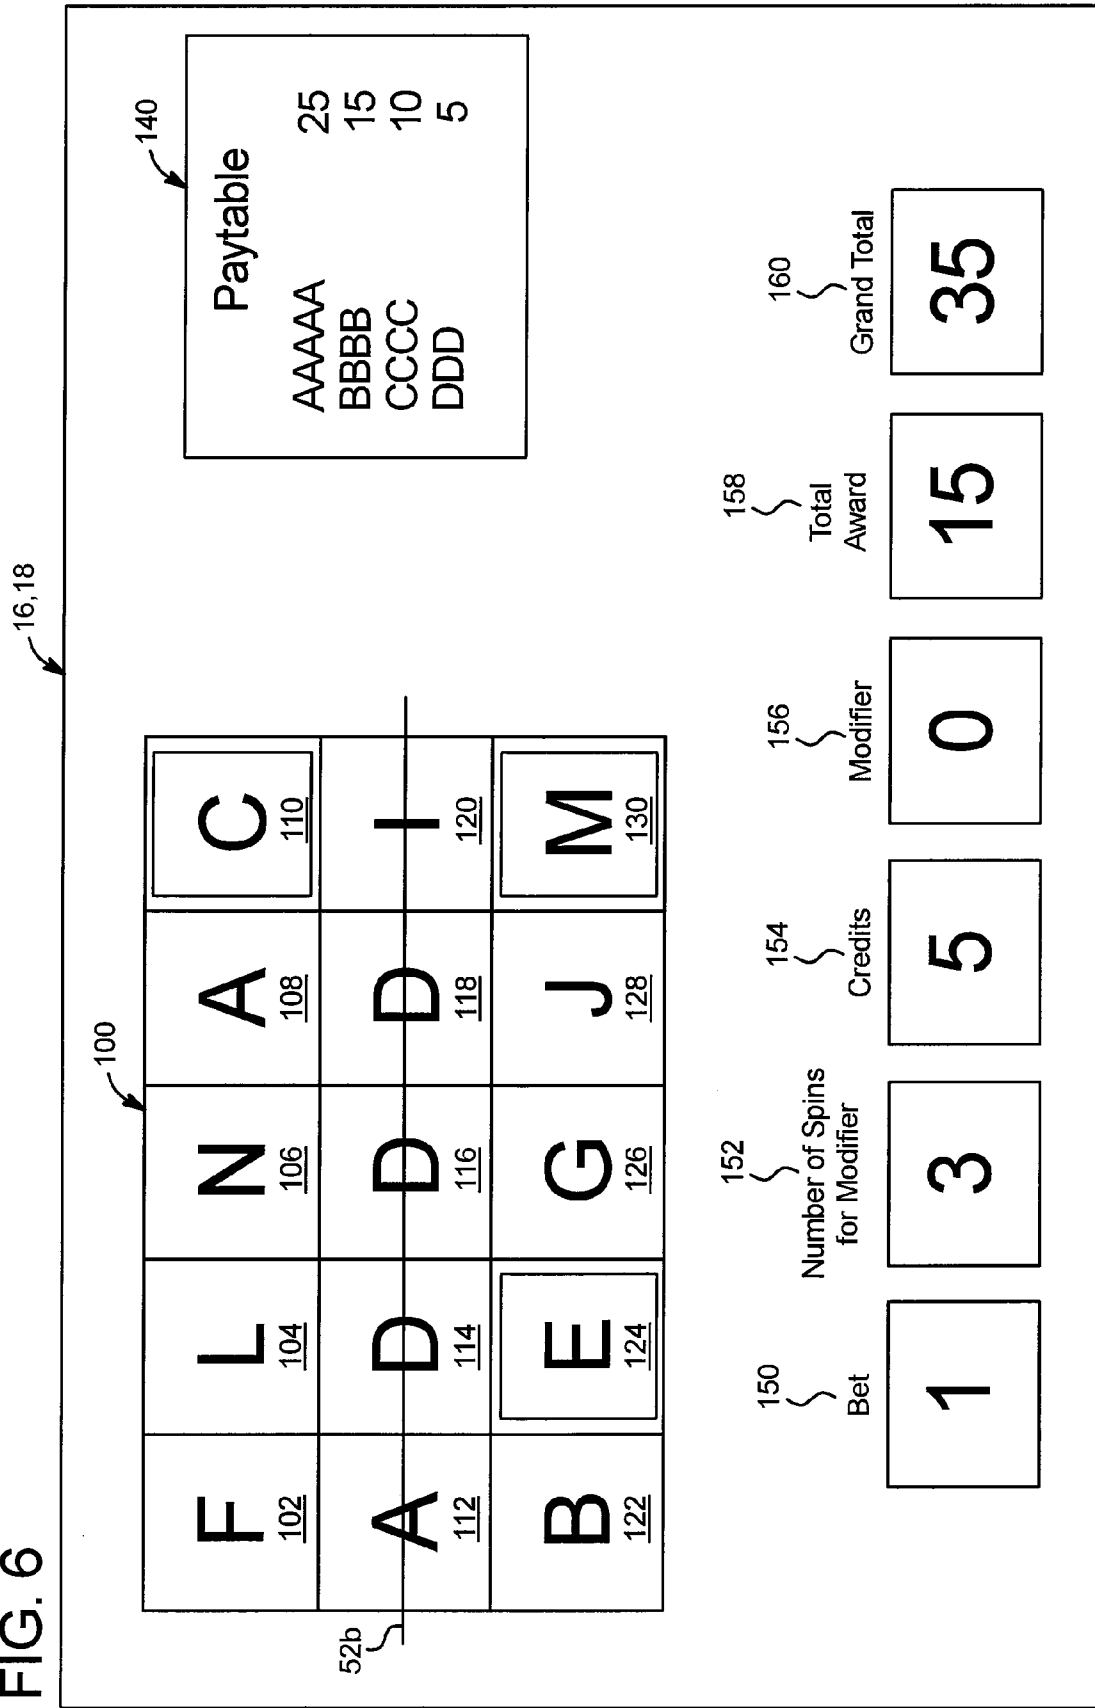 FIG. 6
16,18
100
F L N A C
102 104 106 108 110
52b
A D D D I
112 114 116 118 120
B E G J M
122 124 126 128 130
140
Paytable
AAAAA 25
BBBB 15
CCCC 10
DDD 5
150
Bet
1
152
Number of Spins
for Modifier
3
154
Credits
5
156
Modifier
0
158
Total
Award
15
160
Grand Total
35